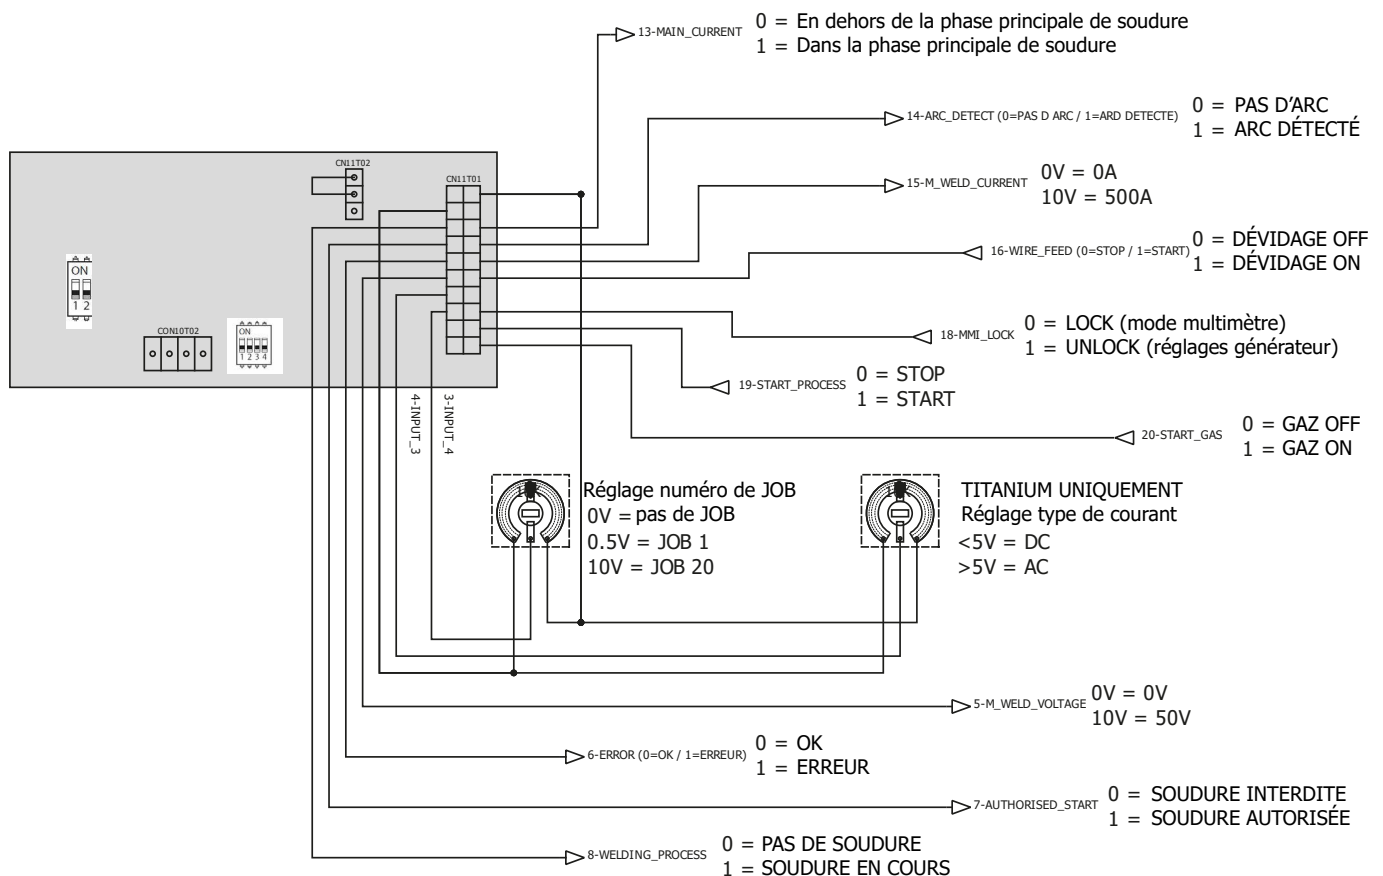 13-MAIN_CURRENT
0 = En dehors de la phase principale de soudure
1 = Dans la phase principale de soudure
14-ARC_DETECT (0=PAS D ARC / 1=ARD DETECTE)
0 = PAS D'ARC
1 = ARC DÉTECTÉ
CN11T02
CN11T01
15-M_WELD_CURRENT
0V = 0A
10V = 500A
16-WIRE_FEED (0=STOP / 1=START)
0 = DÉVIDAGE OFF
1 = DÉVIDAGE ON
ON
1 2
CON10T02
ON
1 2 3 4
18-MMI_LOCK
0 = LOCK (mode multimètre)
1 = UNLOCK (réglages générateur)
19-START_PROCESS
0 = STOP
1 = START
4-INPUT_3
3-INPUT_4
20-START_GAS
0 = GAZ OFF
1 = GAZ ON
Réglage numéro de JOB
0V = pas de JOB
0.5V = JOB 1
10V = JOB 20
TITANIUM UNIQUEMENT
Réglage type de courant
<5V = DC
>5V = AC
5-M_WELD_VOLTAGE
0V = 0V
10V = 50V
6-ERROR (0=OK / 1=ERREUR)
0 = OK
1 = ERREUR
7-AUTHORISED_START
0 = SOUDURE INTERDITE
1 = SOUDURE AUTORISÉE
8-WELDING_PROCESS
0 = PAS DE SOUDURE
1 = SOUDURE EN COURS